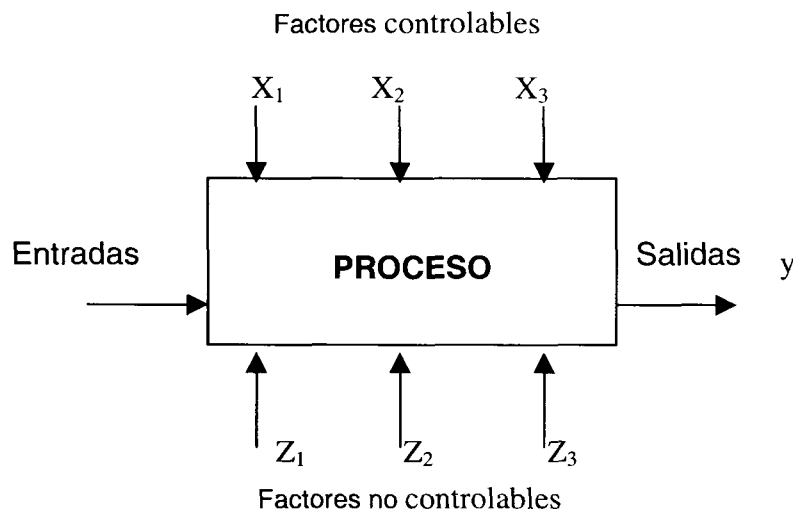 Factores controlables
X₁ X₂ X₃
Entradas PROCESO Salidas y
Z₁ Z₂ Z₃
Factores no controlables